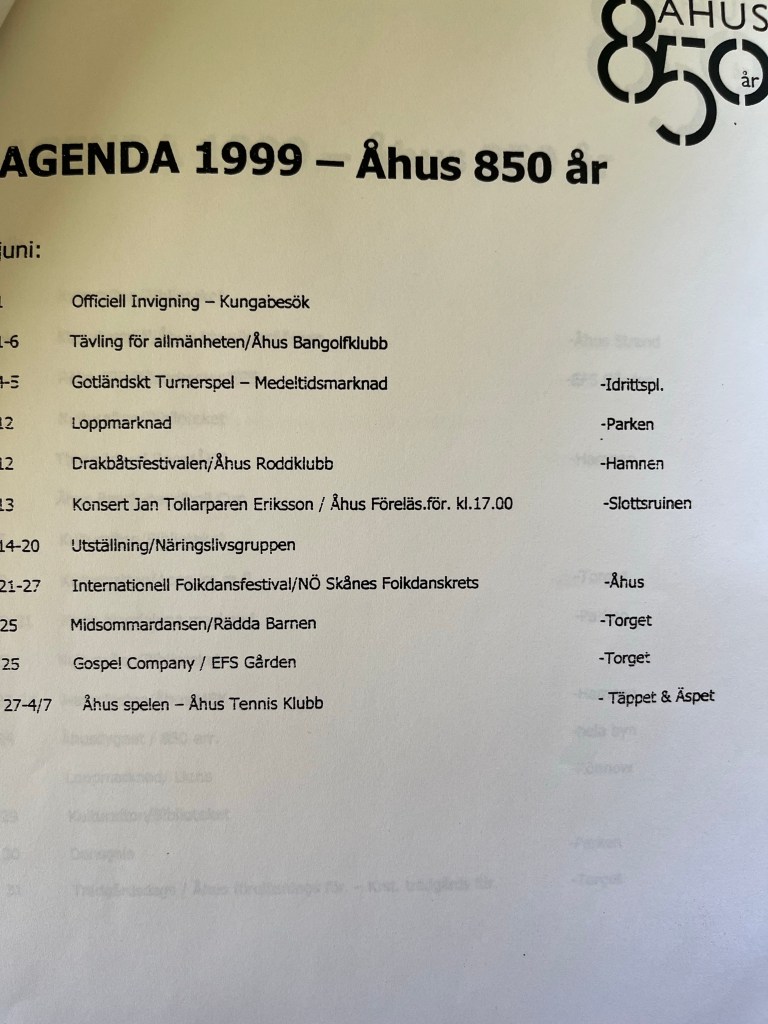 ÅHUS
850
år
AGENDA 1999 – Åhus 850 år
juni:
1 Officiell Invigning – Kungabesök
1-6 Tävling för allmänheten/Åhus Bangolfklubb
4-5 Gotländskt Turnerspel – Medeltidsmarknad -Idrittspl.
12 Loppmarknad -Parken
12 Drakbåtsfestivalen/Åhus Roddklubb -Hamnen
13 Konsert Jan Tollarparen Eriksson / Åhus Föreläs.för. kl.17.00 -Slottsruinen
14-20 Utställning/Näringslivsgruppen
21-27 Internationell Folkdansfestival/NÖ Skånes Folkdanskrets -Åhus
25 Midsommardansen/Rädda Barnen -Torget
25 Gospel Company / EFS Gården -Torget
27-4/7 Åhus spelen – Åhus Tennis Klubb - Täppet & Äspet